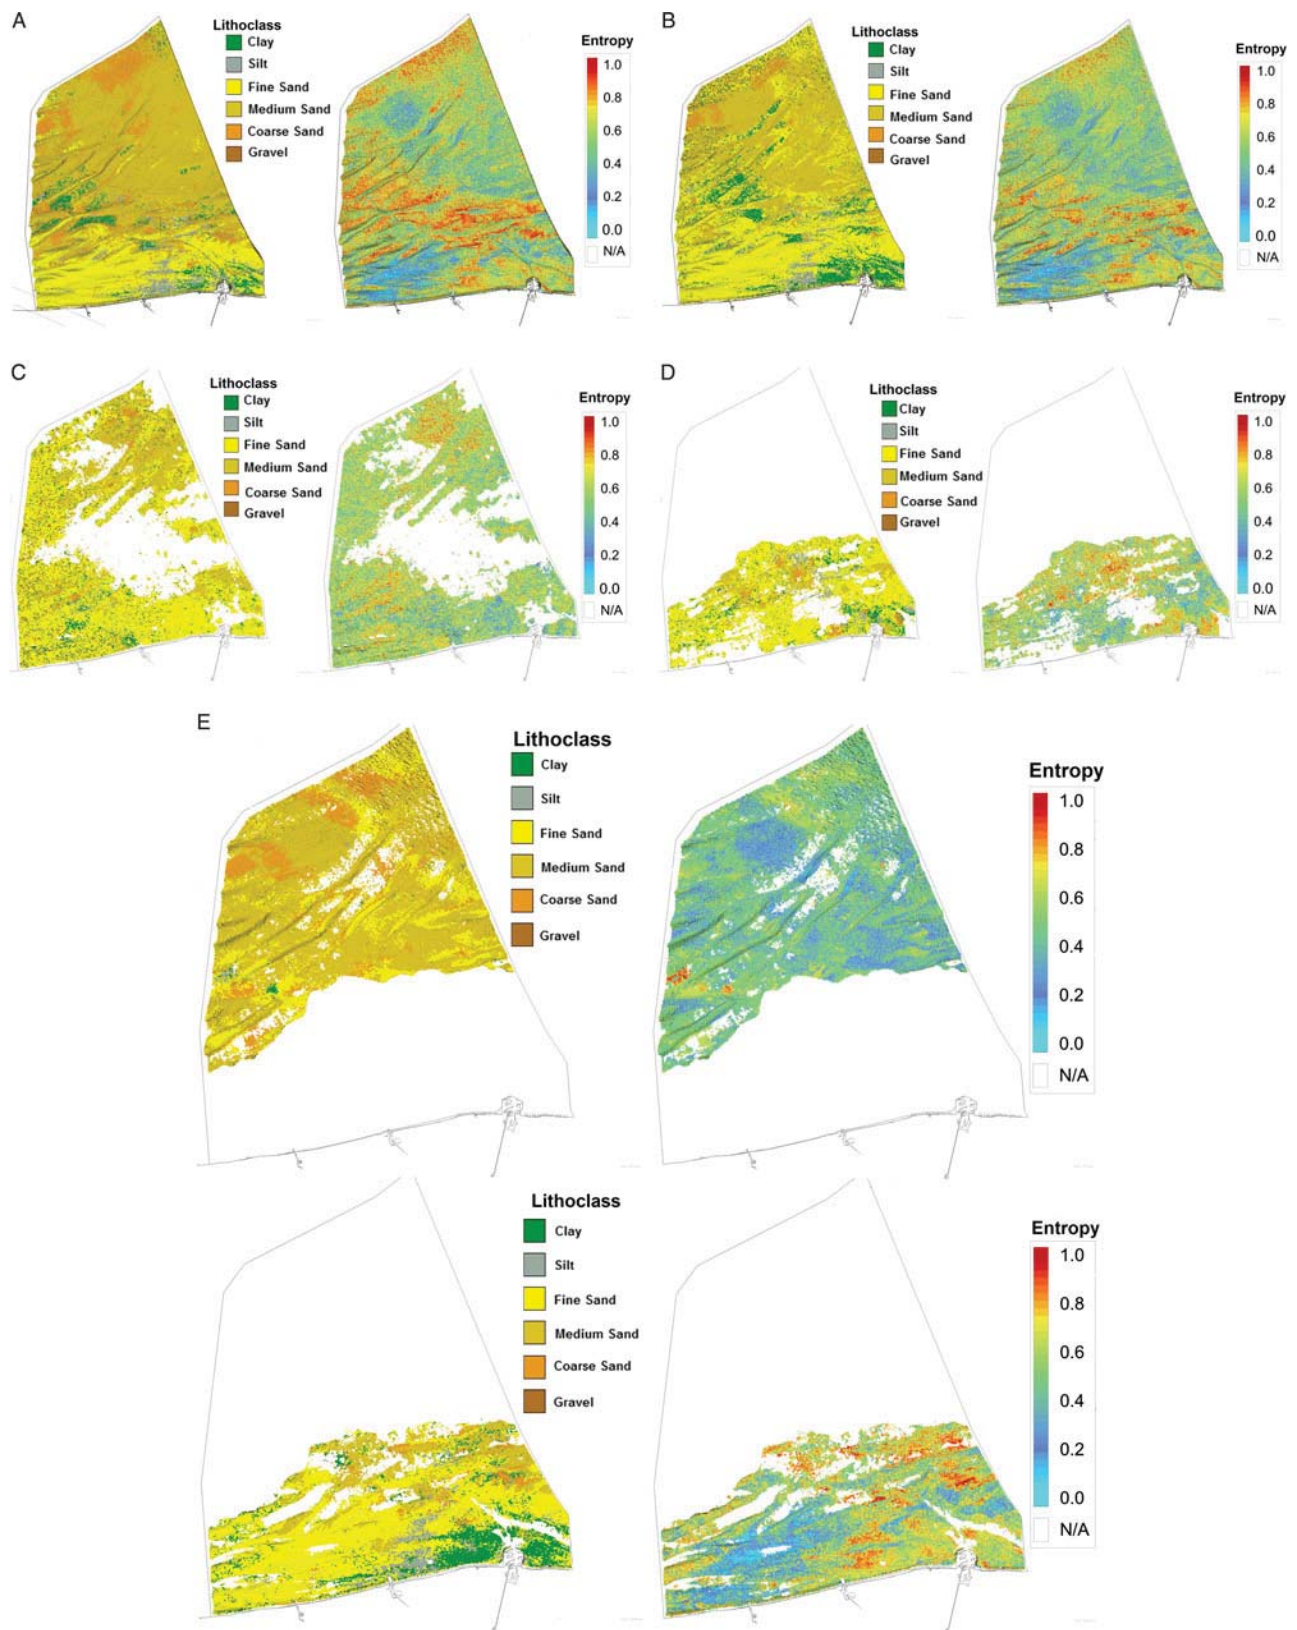 A
Lithoclass
Clay
Silt
Fine Sand
Medium Sand
Coarse Sand
Gravel
Entropy
1.0
0.8
0.6
0.4
0.2
0.0
N/A
B
Lithoclass
Clay
Silt
Fine Sand
Medium Sand
Coarse Sand
Gravel
Entropy
1.0
0.8
0.6
0.4
0.2
0.0
N/A
C
Lithoclass
Clay
Silt
Fine Sand
Medium Sand
Coarse Sand
Gravel
Entropy
1.0
0.8
0.6
0.4
0.2
0.0
N/A
D
Lithoclass
Clay
Silt
Fine Sand
Medium Sand
Coarse Sand
Gravel
Entropy
1.0
0.8
0.6
0.4
0.2
0.0
N/A
E
Lithoclass
Clay
Silt
Fine Sand
Medium Sand
Coarse Sand
Gravel
Entropy
1.0
0.8
0.6
0.4
0.2
0.0
N/A
Lithoclass
Clay
Silt
Fine Sand
Medium Sand
Coarse Sand
Gravel
Entropy
1.0
0.8
0.6
0.4
0.2
0.0
N/A